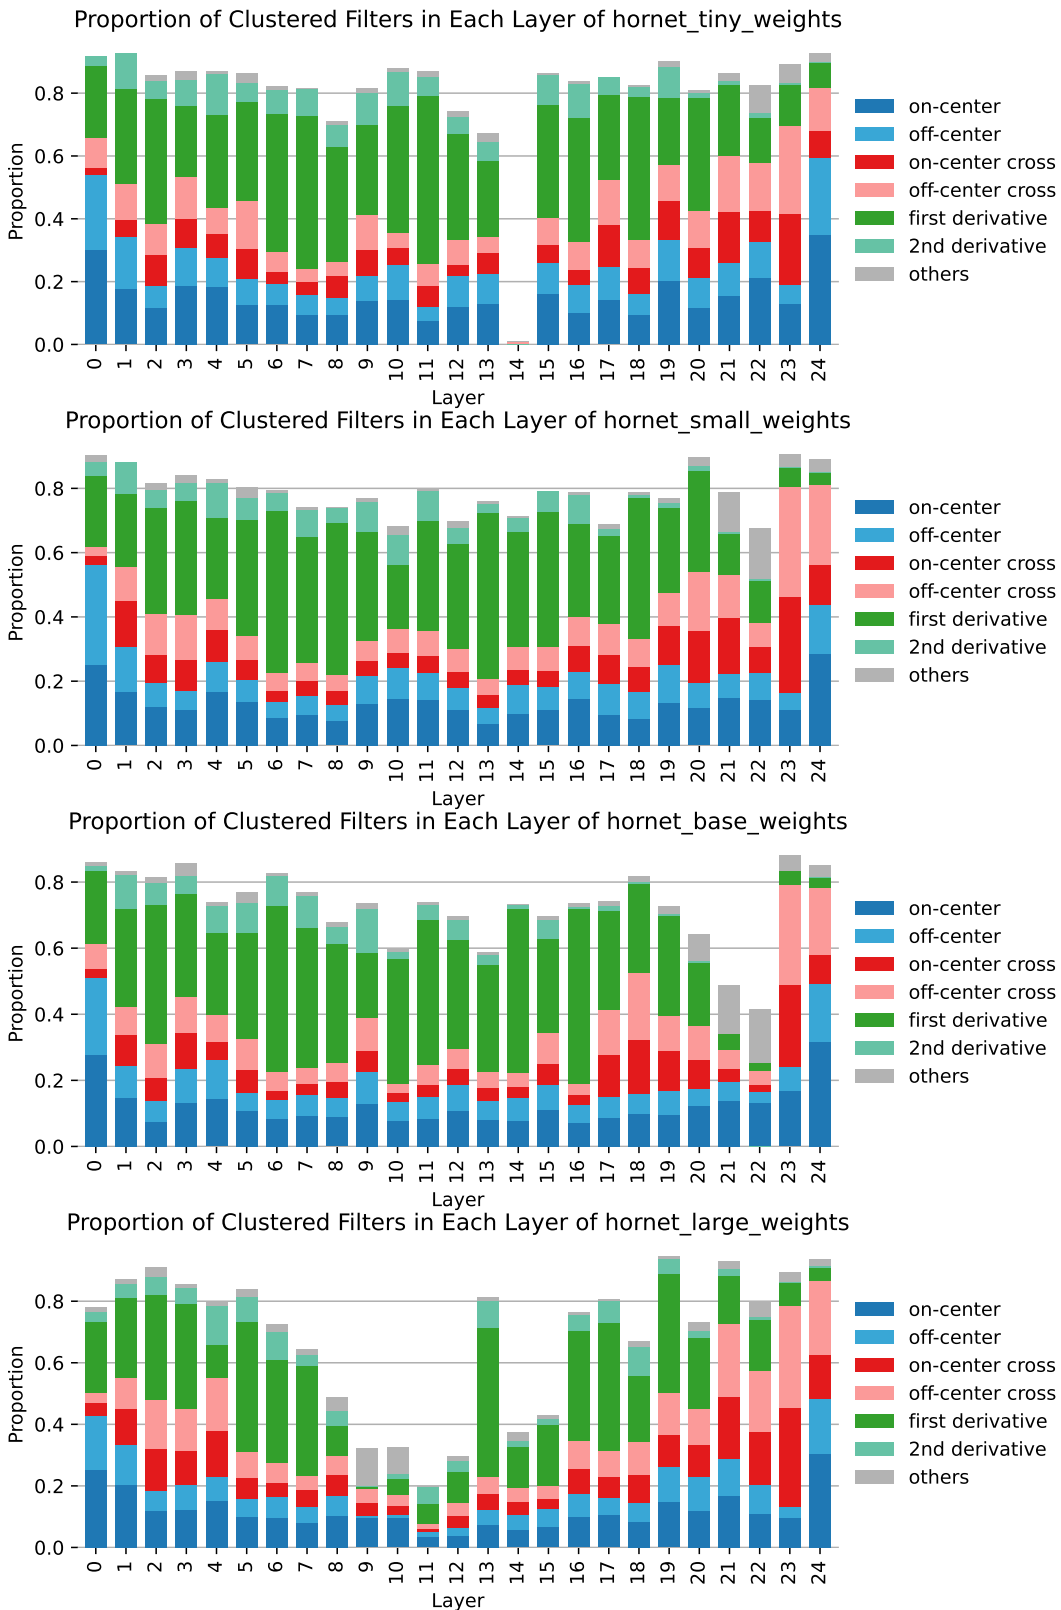 Proportion of Clustered Filters in Each Layer of hornet_tiny_weights
Proportion
0.8
0.6
0.4
0.2
0.0
0 1 2 3 4 5 6 7 8 9 10 11 12 13 14 15 16 17 18 19 20 21 22 23 24
Layer
on-center
off-center
on-center cross
off-center cross
first derivative
2nd derivative
others
Proportion of Clustered Filters in Each Layer of hornet_small_weights
Proportion
0.8
0.6
0.4
0.2
0.0
0 1 2 3 4 5 6 7 8 9 10 11 12 13 14 15 16 17 18 19 20 21 22 23 24
Layer
on-center
off-center
on-center cross
off-center cross
first derivative
2nd derivative
others
Proportion of Clustered Filters in Each Layer of hornet_base_weights
Proportion
0.8
0.6
0.4
0.2
0.0
0 1 2 3 4 5 6 7 8 9 10 11 12 13 14 15 16 17 18 19 20 21 22 23 24
Layer
on-center
off-center
on-center cross
off-center cross
first derivative
2nd derivative
others
Proportion of Clustered Filters in Each Layer of hornet_large_weights
Proportion
0.8
0.6
0.4
0.2
0.0
0 1 2 3 4 5 6 7 8 9 10 11 12 13 14 15 16 17 18 19 20 21 22 23 24
Layer
on-center
off-center
on-center cross
off-center cross
first derivative
2nd derivative
others